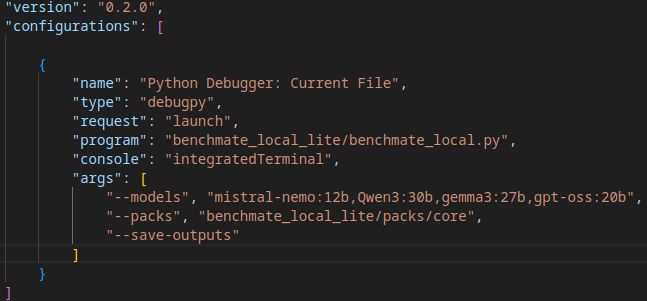 "version": "0.2.0",
"configurations": [
{
"name": "Python Debugger: Current File",
"type": "debugpy",
"request": "launch",
"program": "benchmate_local_lite/benchmate_local.py",
"console": "integratedTerminal",
"args": [
"--models", "mistral-nemo:12b,Qwen3:30b,gemma3:27b,gpt-oss:20b",
"--packs", "benchmate_local_lite/packs/core",
"--save-outputs"
]
}
]